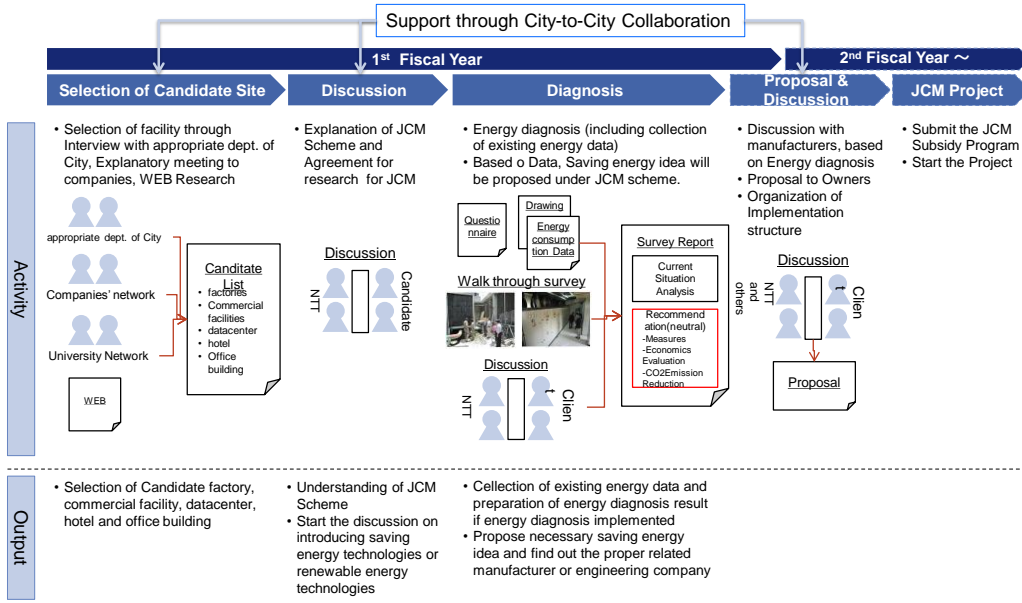 Support through City-to-City Collaboration
1st Fiscal Year
2nd Fiscal Year ～
Selection of Candidate Site
Discussion
Diagnosis
Proposal &
Discussion
JCM Project
Activity
• Selection of facility through
Interview with appropriate dept. of
City, Explanatory meeting to
companies, WEB Research
appropriate dept. of City
Companies' network
University Network
WEB
Canditate
List
• factories
• Commercial
facilities
• datacenter
• hotel
• Office
building
• Explanation of JCM
Scheme and
Agreement for
research for JCM
Discussion
NTT
Candidate
• Energy diagnosis (including collection
of existing energy data)
• Based o Data, Saving energy idea will
be proposed under JCM scheme.
Questio
nnaire
Drawing
Energy
consump
tion Data
Walk through survey
Discussion
NTT
Clien
t
Survey Report
Current
Situation
Analysis
Recommend
ation(neutral)
-Measures
-Economics
Evaluation
-CO2Emission
Reduction
• Discussion with
manufacturers, based
on Energy diagnosis
• Proposal to Owners
• Organization of
Implementation
structure
Discussion
NTT
and
others
Clien
t
Proposal
• Submit the JCM
Subsidy Program
• Start the Project
Output
• Selection of Candidate factory,
commercial facility, datacenter,
hotel and office building
• Understanding of JCM
Scheme
• Start the discussion on
introducing saving
energy technologies or
renewable energy
technologies
• Cellection of existing energy data and
preparation of energy diagnosis result
if energy diagnosis implemented
• Propose necessary saving energy
idea and find out the proper related
manufacturer or engineering company